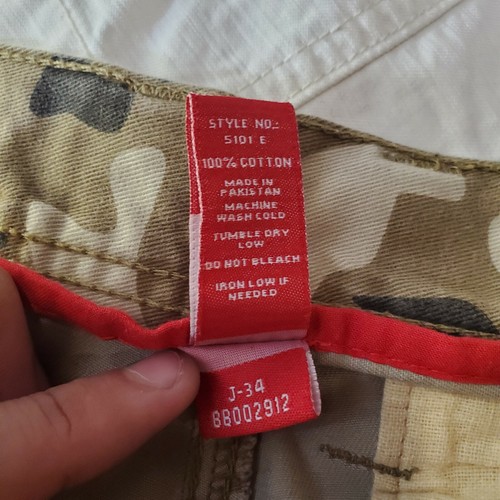 STYLE NO.
5101 E
100% COTTON
MADE IN
PAKISTAN
MACHINE
WASH COLD
TUMBLE DRY
LOW
DO NOT BLEACH
IRON LOW IF
NEEDED
J-34
BB002912